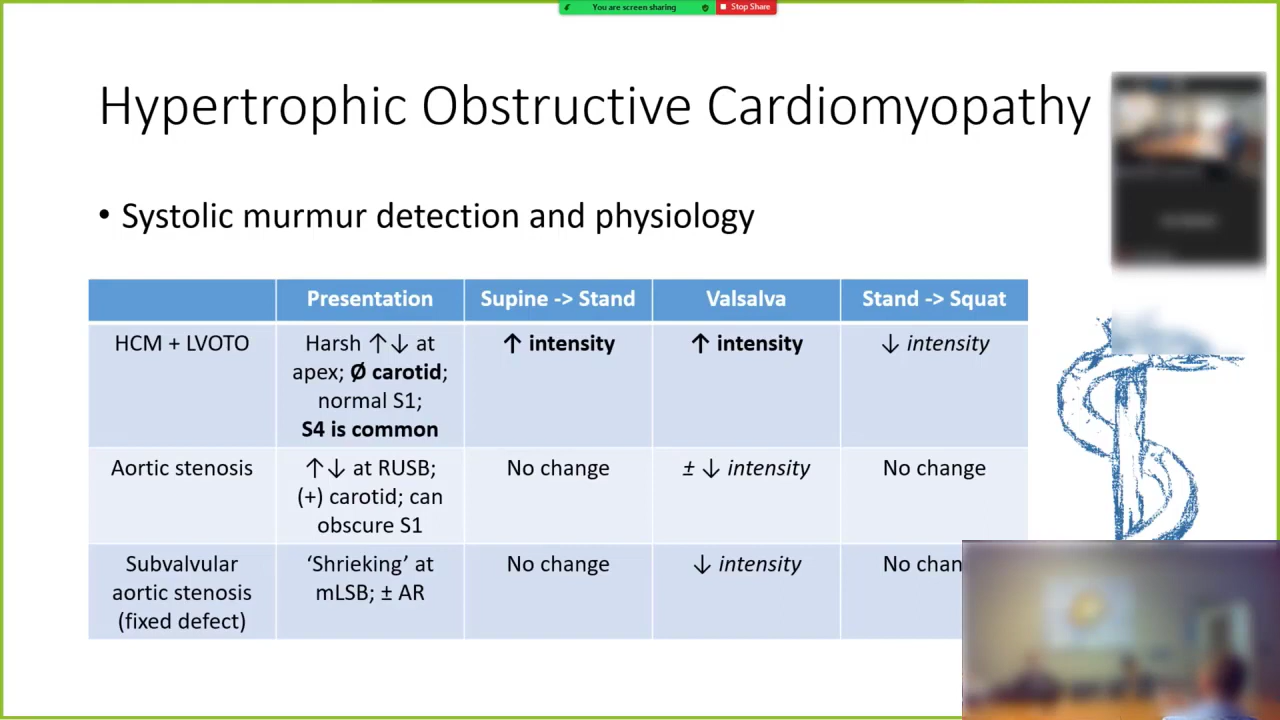 You are screen sharing Stop Share
Hypertrophic Obstructive Cardiomyopathy
• Systolic murmur detection and physiology
Presentation Supine -> Stand Valsalva Stand -> Squat
HCM + LVOTO Harsh ↑↓ at ↑ intensity ↑ intensity ↓ intensity
apex; Ø carotid;
normal S1;
S4 is common
Aortic stenosis ↑↓ at RUSB; No change ± ↓ intensity No change
(+) carotid; can
obscure S1
Subvalvular ‘Shrieking’ at No change ↓ intensity No chan
aortic stenosis mLSB; ± AR
(fixed defect)